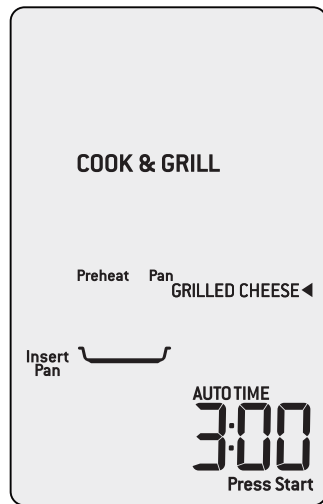 COOK & GRILL
Preheat Pan
GRILLED CHEESE◀
Insert
Pan
AUTO TIME
3:00
Press Start